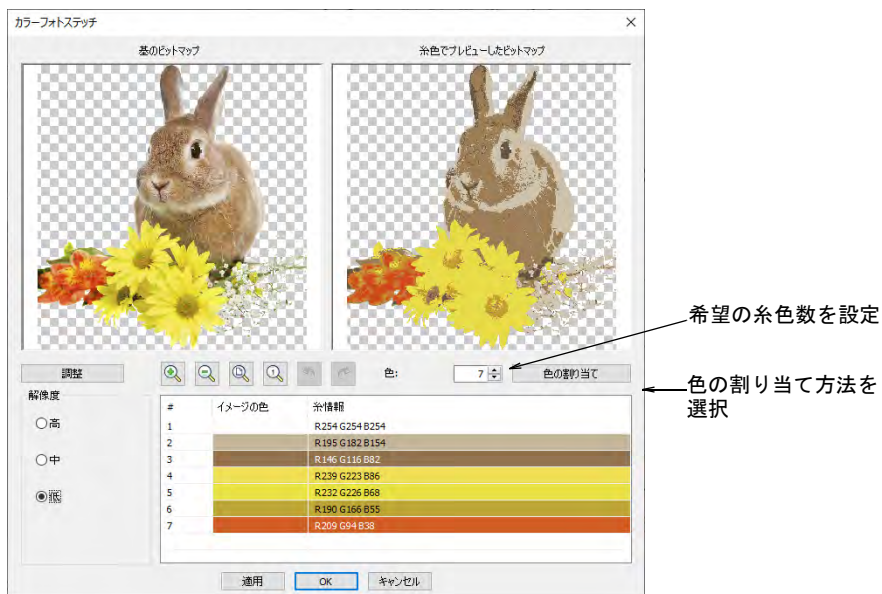 カラーフォトステッチ
基のビットマップ
糸色でプレビューしたビットマップ
希望の糸色数を設定
調整
色:
7
色の割り当て
色の割り当て方法を
選択
解像度
高
中
低
# イメージの色 糸情報
1 R254 G254 B254
2 R195 G182 B154
3 R146 G116 B82
4 R239 G223 B86
5 R232 G226 B68
6 R190 G166 B55
7 R209 G94 B38
適用
OK
キャンセル